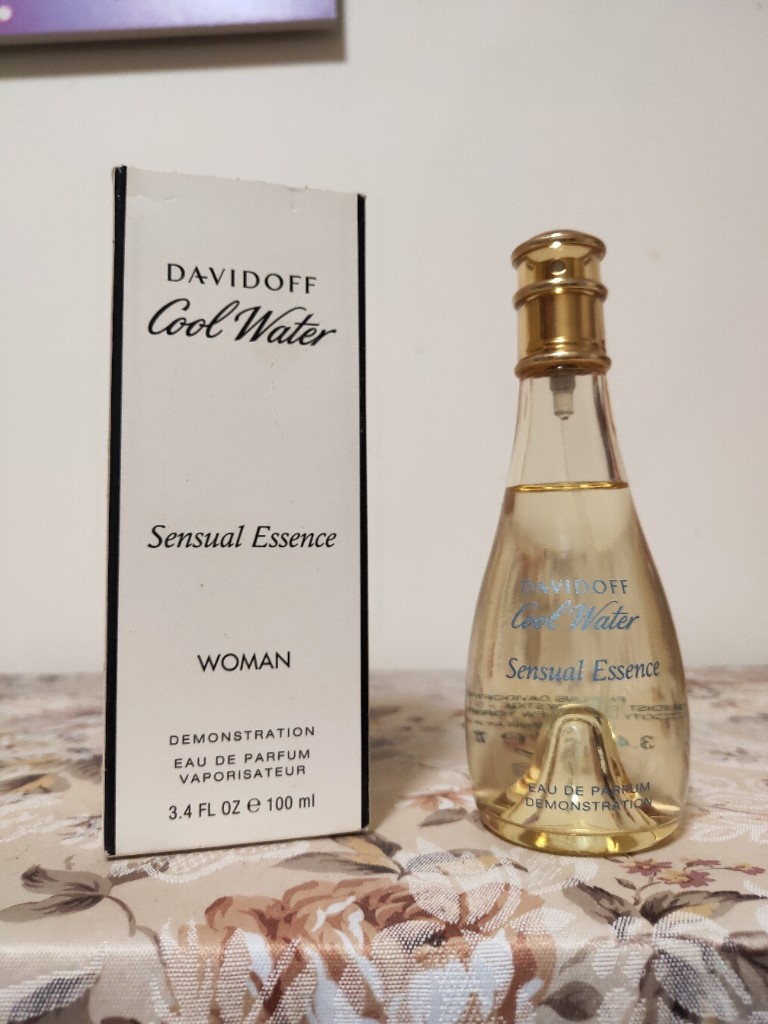 DAVIDOFF
Cool Water
Sensual Essence
WOMAN
DEMONSTRATION
EAU DE PARFUM
VAPORISATEUR
3.4 FL OZ e 100 ml
DAVIDOFF
Cool Water
Sensual Essence
EAU DE PARFUM
DEMONSTRATION